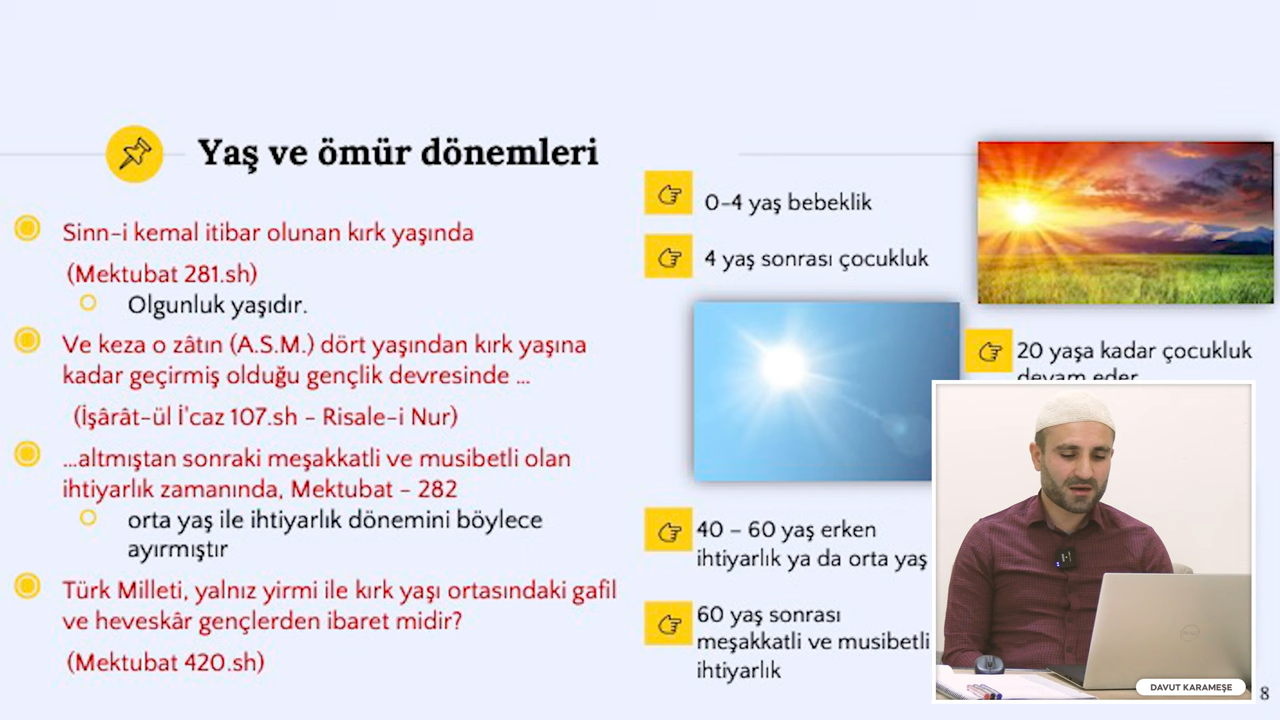 Yaş ve ömür dönemleri
Sinn-i kemal itibar olunan kırk yaşında
(Mektubat 281.sh)
Olgunluk yaşıdır.
Ve keza o zâtın (A.S.M.) dört yaşından kırk yaşına
kadar geçirmiş olduğu gençlik devresinde ...
(İşârât-ül İ'caz 107.sh - Risale-i Nur)
...altmıştan sonraki meşakkatli ve musibetli olan
ihtiyarlık zamanında, Mektubat - 282
orta yaş ile ihtiyarlık dönemini böylece
ayırmıştır
Türk Milleti, yalnız yirmi ile kırk yaşı ortasındaki gafil
ve heveskâr gençlerden ibaret midir?
(Mektubat 420.sh)
0-4 yaş bebeklik
4 yaş sonrası çocukluk
20 yaşa kadar çocukluk
devam eder
40 - 60 yaş erken
ihtiyarlık ya da orta yaş
60 yaş sonrası
meşakkatli ve musibetli
ihtiyarlık
DAVUT KARAMEŞE
8